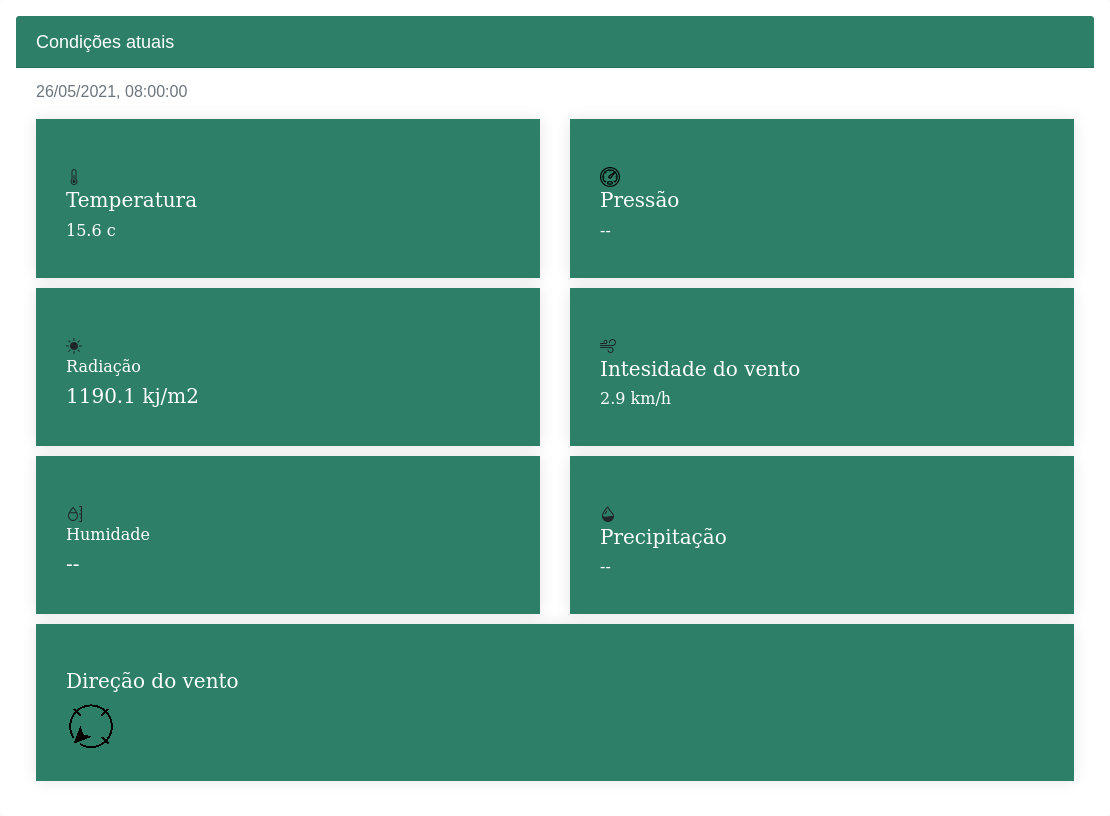 Condições atuais
26/05/2021, 08:00:00
Temperatura
15.6 c
Pressão
--
Radiação
1190.1 kj/m2
Intesidade do vento
2.9 km/h
Humidade
--
Precipitação
--
Direção do vento